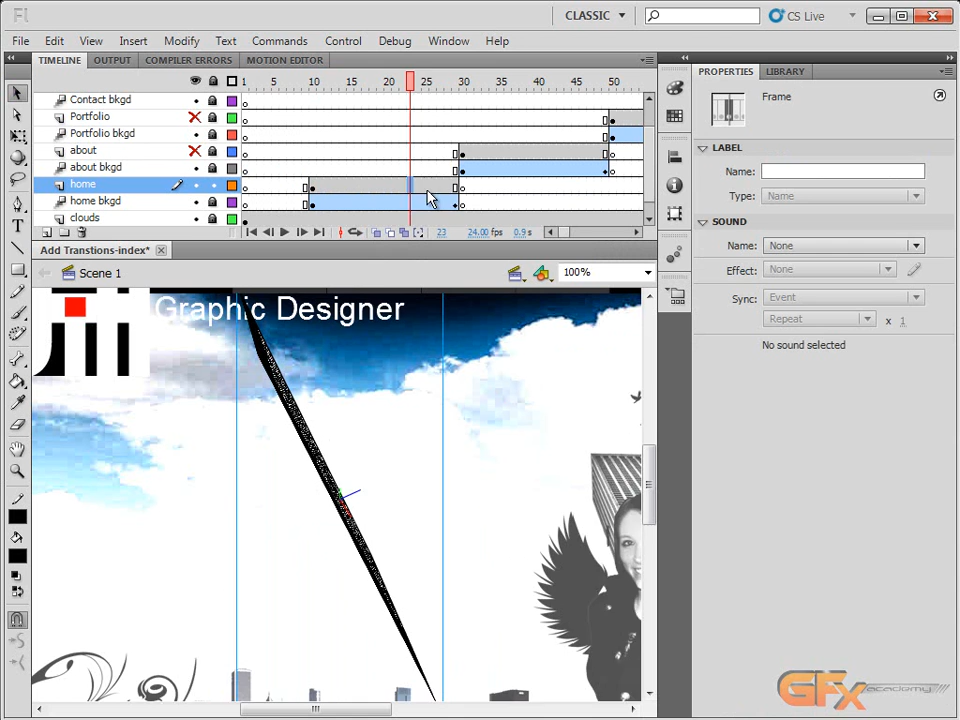 Fl
CLASSIC
CS Live
File Edit View Insert Modify Text Commands Control Debug Window Help
TIMELINE OUTPUT COMPILER ERRORS MOTION EDITOR
PROPERTIES LIBRARY
1 5 10 15 20 25 30 35 40 45 50
Contact bkgd
Portfolio
Portfolio bkgd
about
about bkgd
home
home bkgd
clouds
23 24.00 fps 0.9 s
Frame
LABEL
Name:
Type: Name
SOUND
Name: None
Effect: None
Sync: Event
Repeat x 1
No sound selected
Add Transtions-index*
Scene 1
100%
Graphic Designer
GFx academy